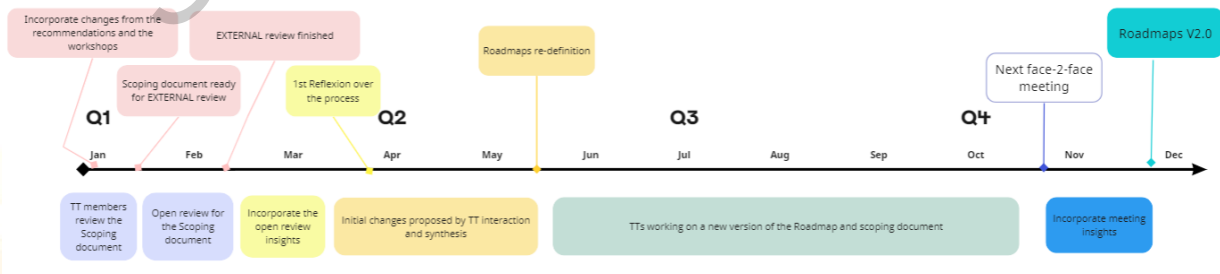 Incorporate changes from the
recommendations and the
workshops
EXTERNAL review finished
Scoping document ready
for EXTERNAL review
1st Reflexion over
the process
Roadmaps re-definition
Next face-2-face
meeting
Roadmaps V2.0
Q1
Q2
Q3
Q4
Jan
Feb
Mar
Apr
May
Jun
Jul
Aug
Sep
Oct
Nov
Dec
TT members
review the
Scoping
document
Open review for
the Scoping
document
Incorporate the
open review
insights
Initial changes proposed by TT interaction
and synthesis
TTs working on a new version of the Roadmap and scoping document
Incorporate meeting
insights